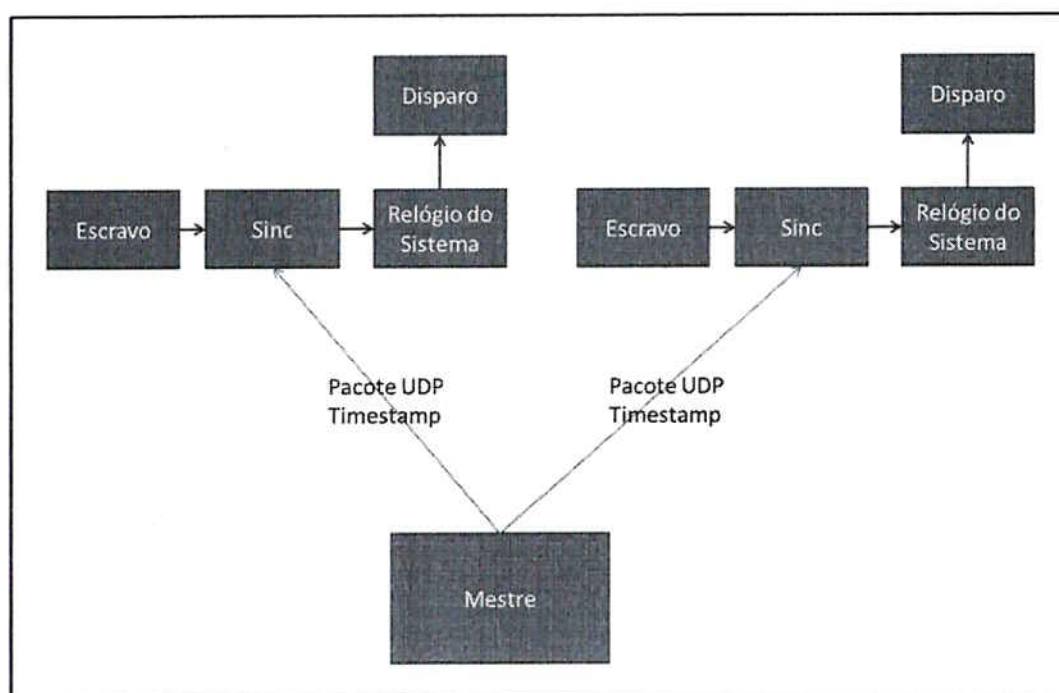 Disparo
Disparo
Escravo
Sinc
Relógio do
Sistema
Escravo
Sinc
Relógio do
Sistema
Pacote UDP
Timestamp
Pacote UDP
Timestamp
Mestre